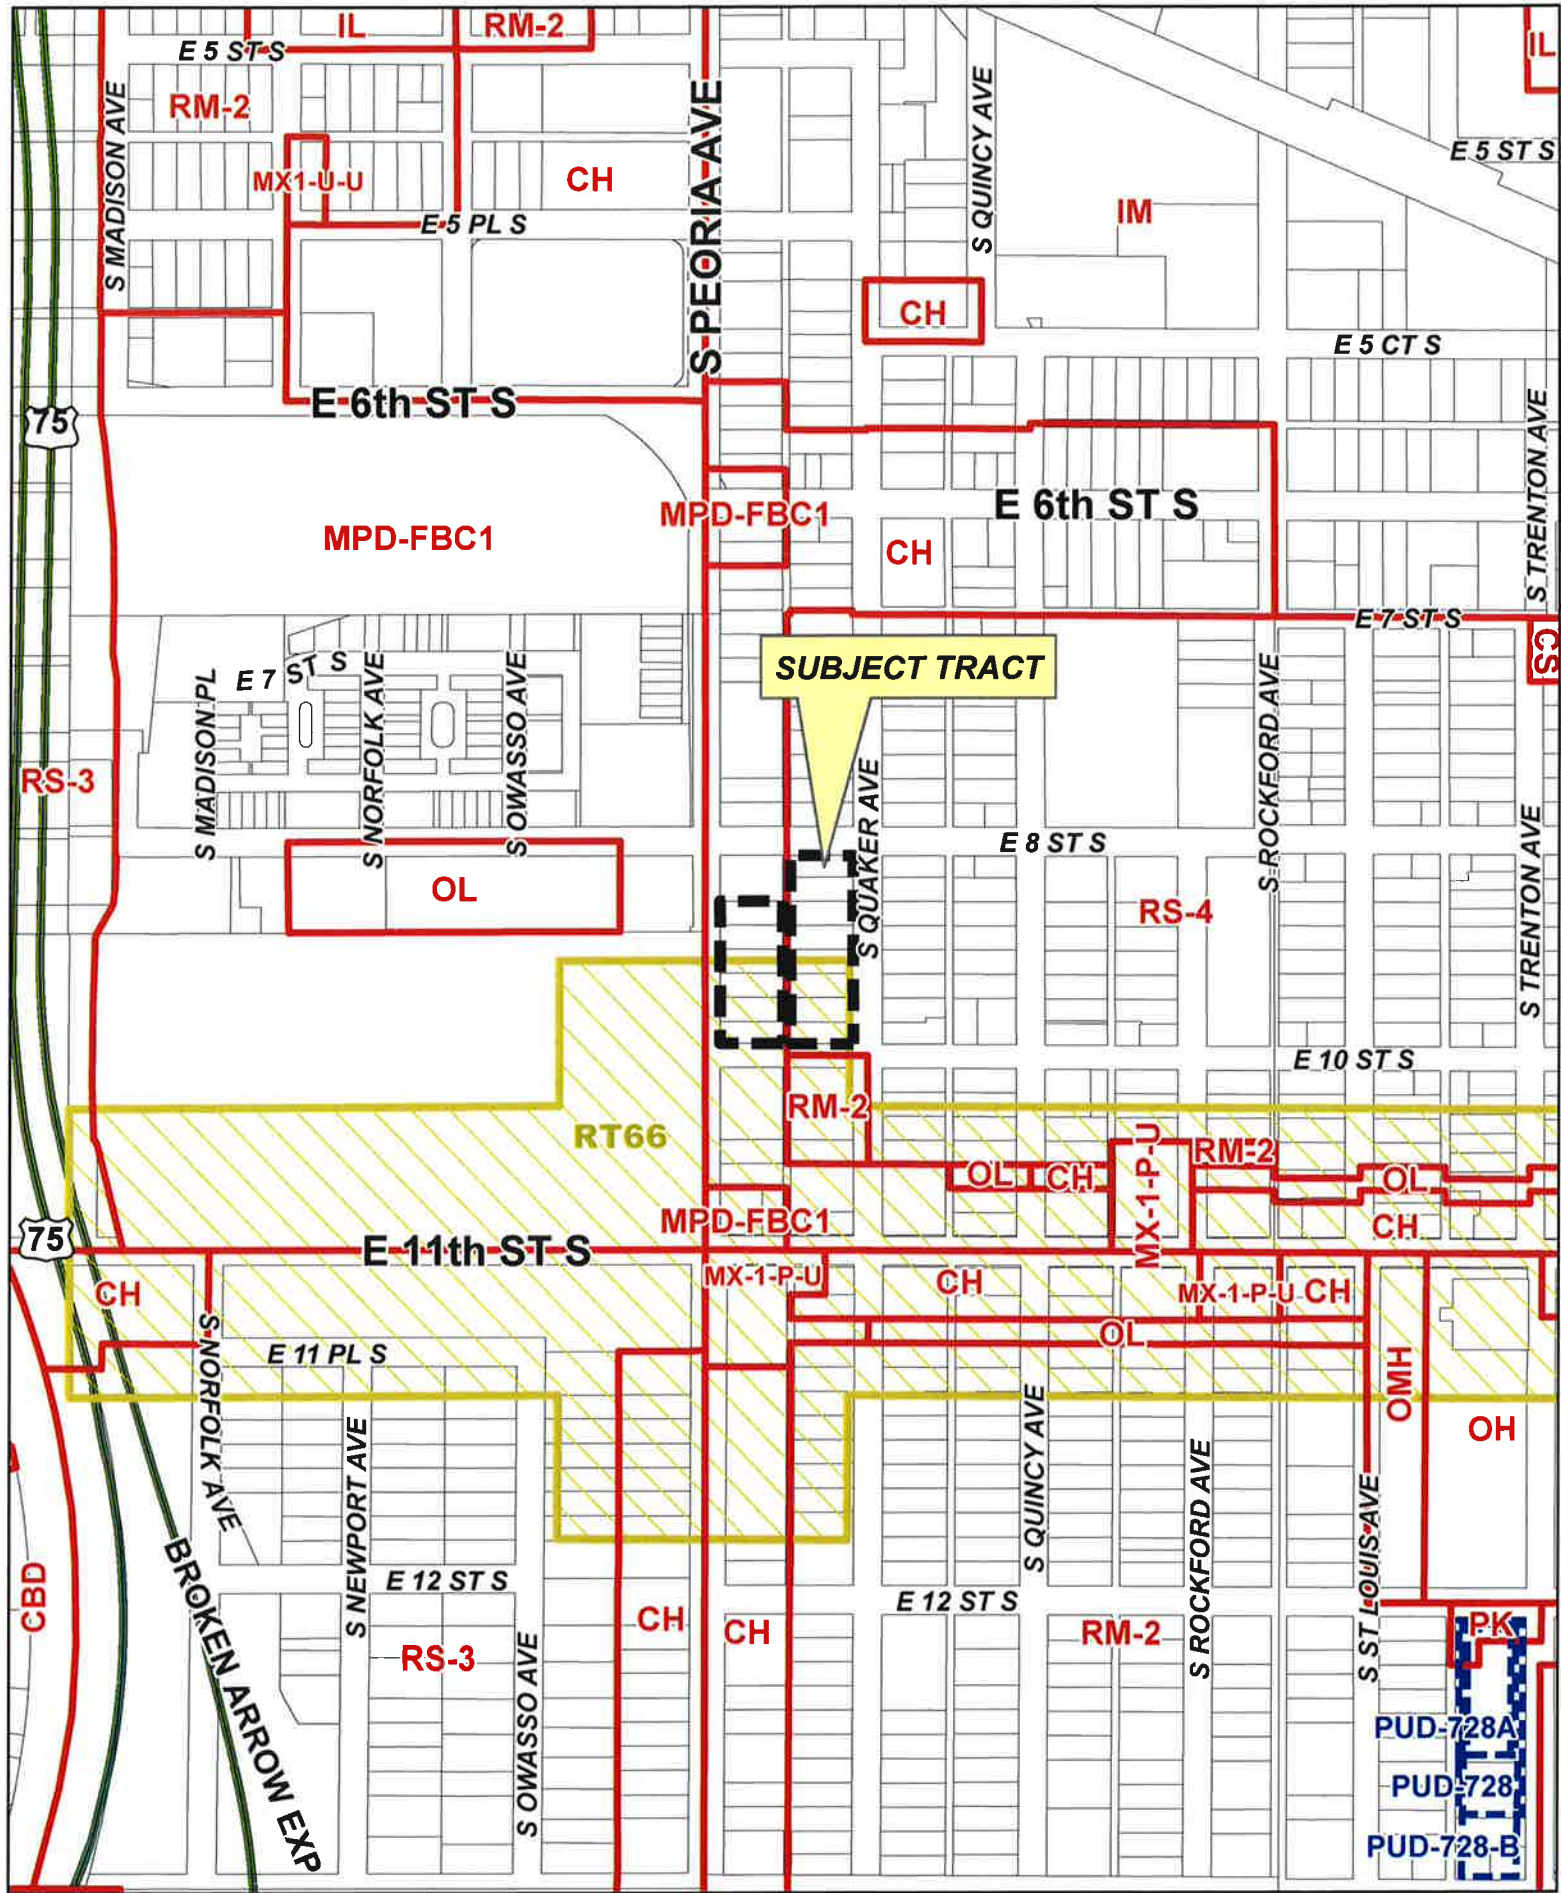 IL
RM-2
IL
E 5 ST S
S MADISON AVE
RM-2
S PEORIA AVE
S QUINCY AVE
E 5 ST S
MX1-U-U
CH
IM
E 5 PL S
CH
E 5 CT S
E 6th ST S
75
S TRENTON AVE
MPD-FBC1
MPD-FBC1
E 6th ST S
CH
E 7 ST S
CS
SUBJECT TRACT
E 7 ST S
S MADISON PL
S NORFOLK AVE
S OWASSO AVE
S ROCKFORD AVE
RS-3
S QUAKER AVE
E 8 ST S
S TRENTON AVE
OL
RS-4
E 10 ST S
RM-2
RT66
MX-1-P-U
RM-2
OL
CH
OL
MPD-FBC1
CH
75
E 11th ST S
CH
MX-1-P-U
CH
MX-1-P-U
CH
S NORFOLK AVE
OL
E 11 PL S
OMH
S NEWPORT AVE
S QUINCY AVE
OH
S ROCKFORD AVE
S ST LOUIS AVE
BROKEN ARROW EXP
CBD
E 12 ST S
E 12 ST S
CH
CH
RM-2
PK
RS-3
S OWASSO AVE
PUD-728A
PUD-728
PUD-728-B